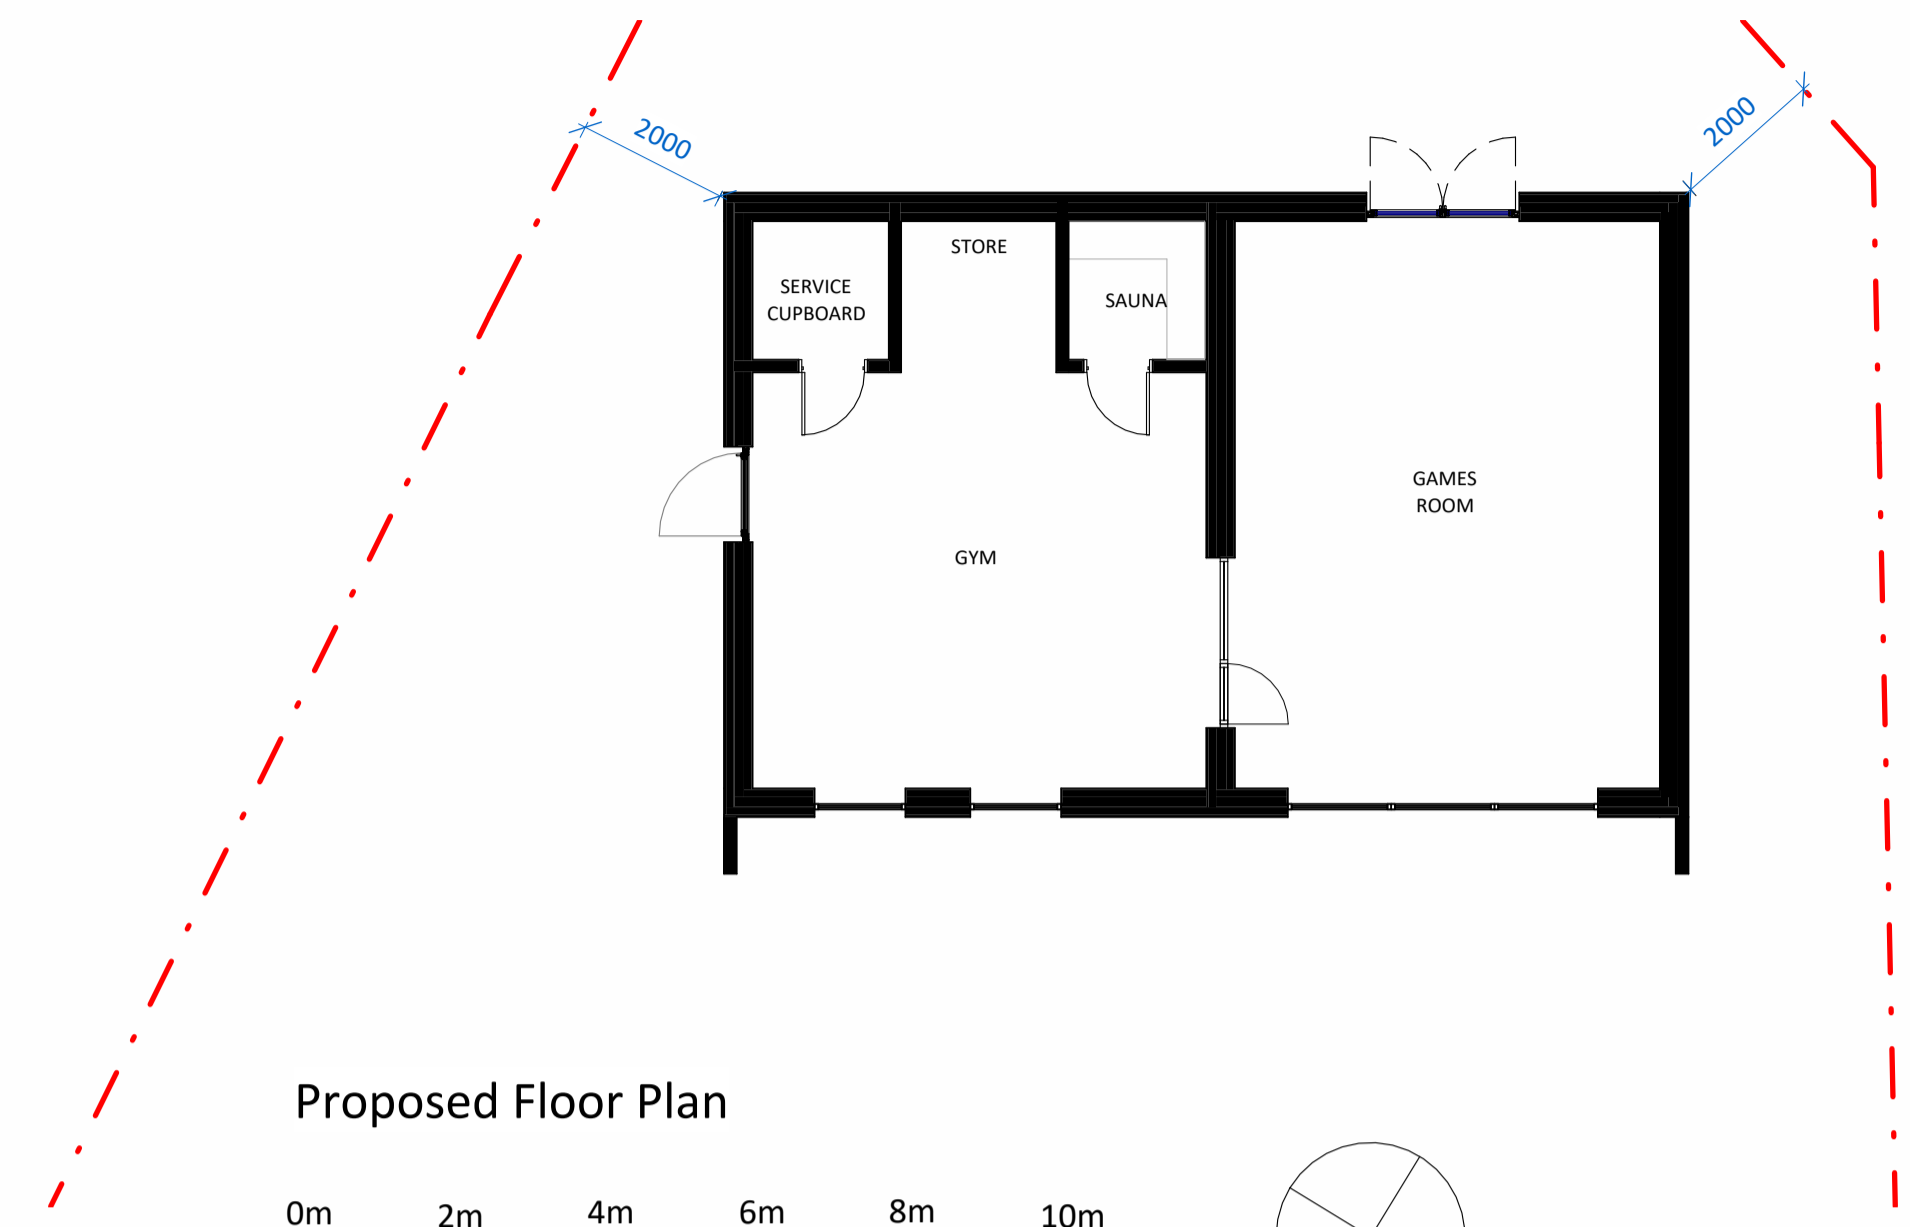 2000
2000
STORE
SERVICE
CUPBOARD
SAUNA
GAMES
ROOM
GYM
Proposed Floor Plan
0m 2m 4m 6m 8m 10m